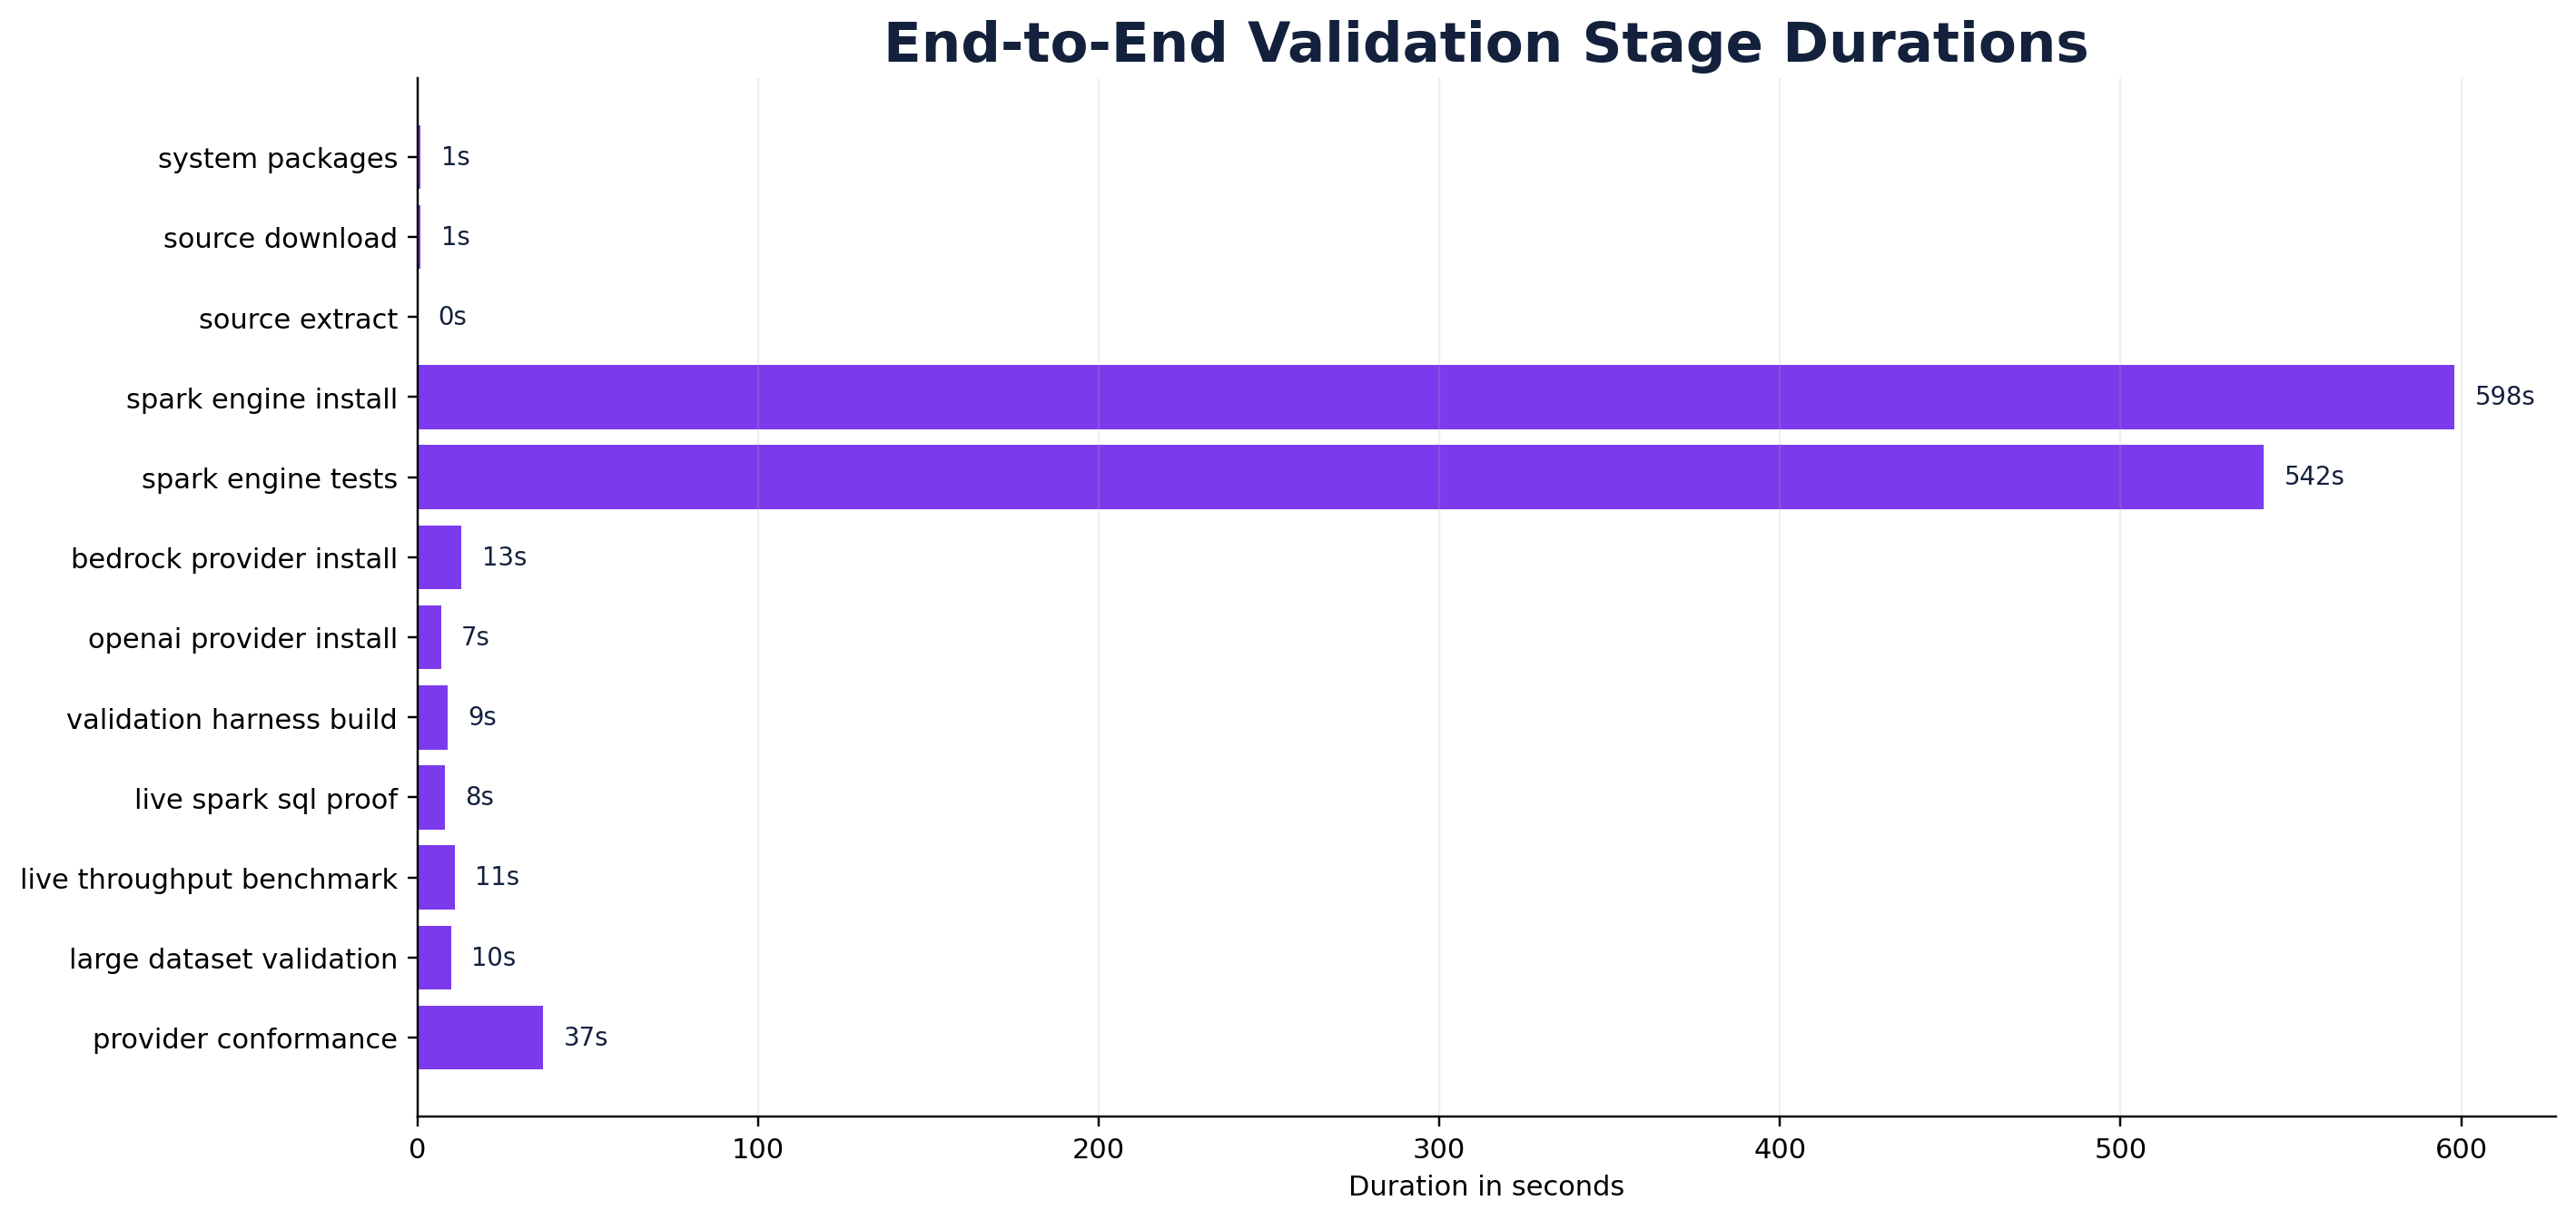 End-to-End Validation Stage Durations
system packages 1s
source download 1s
source extract 0s
spark engine install 598s
spark engine tests 542s
bedrock provider install 13s
openai provider install 7s
validation harness build 9s
live spark sql proof 8s
live throughput benchmark 11s
large dataset validation 10s
provider conformance 37s
0 100 200 300 400 500 600
Duration in seconds